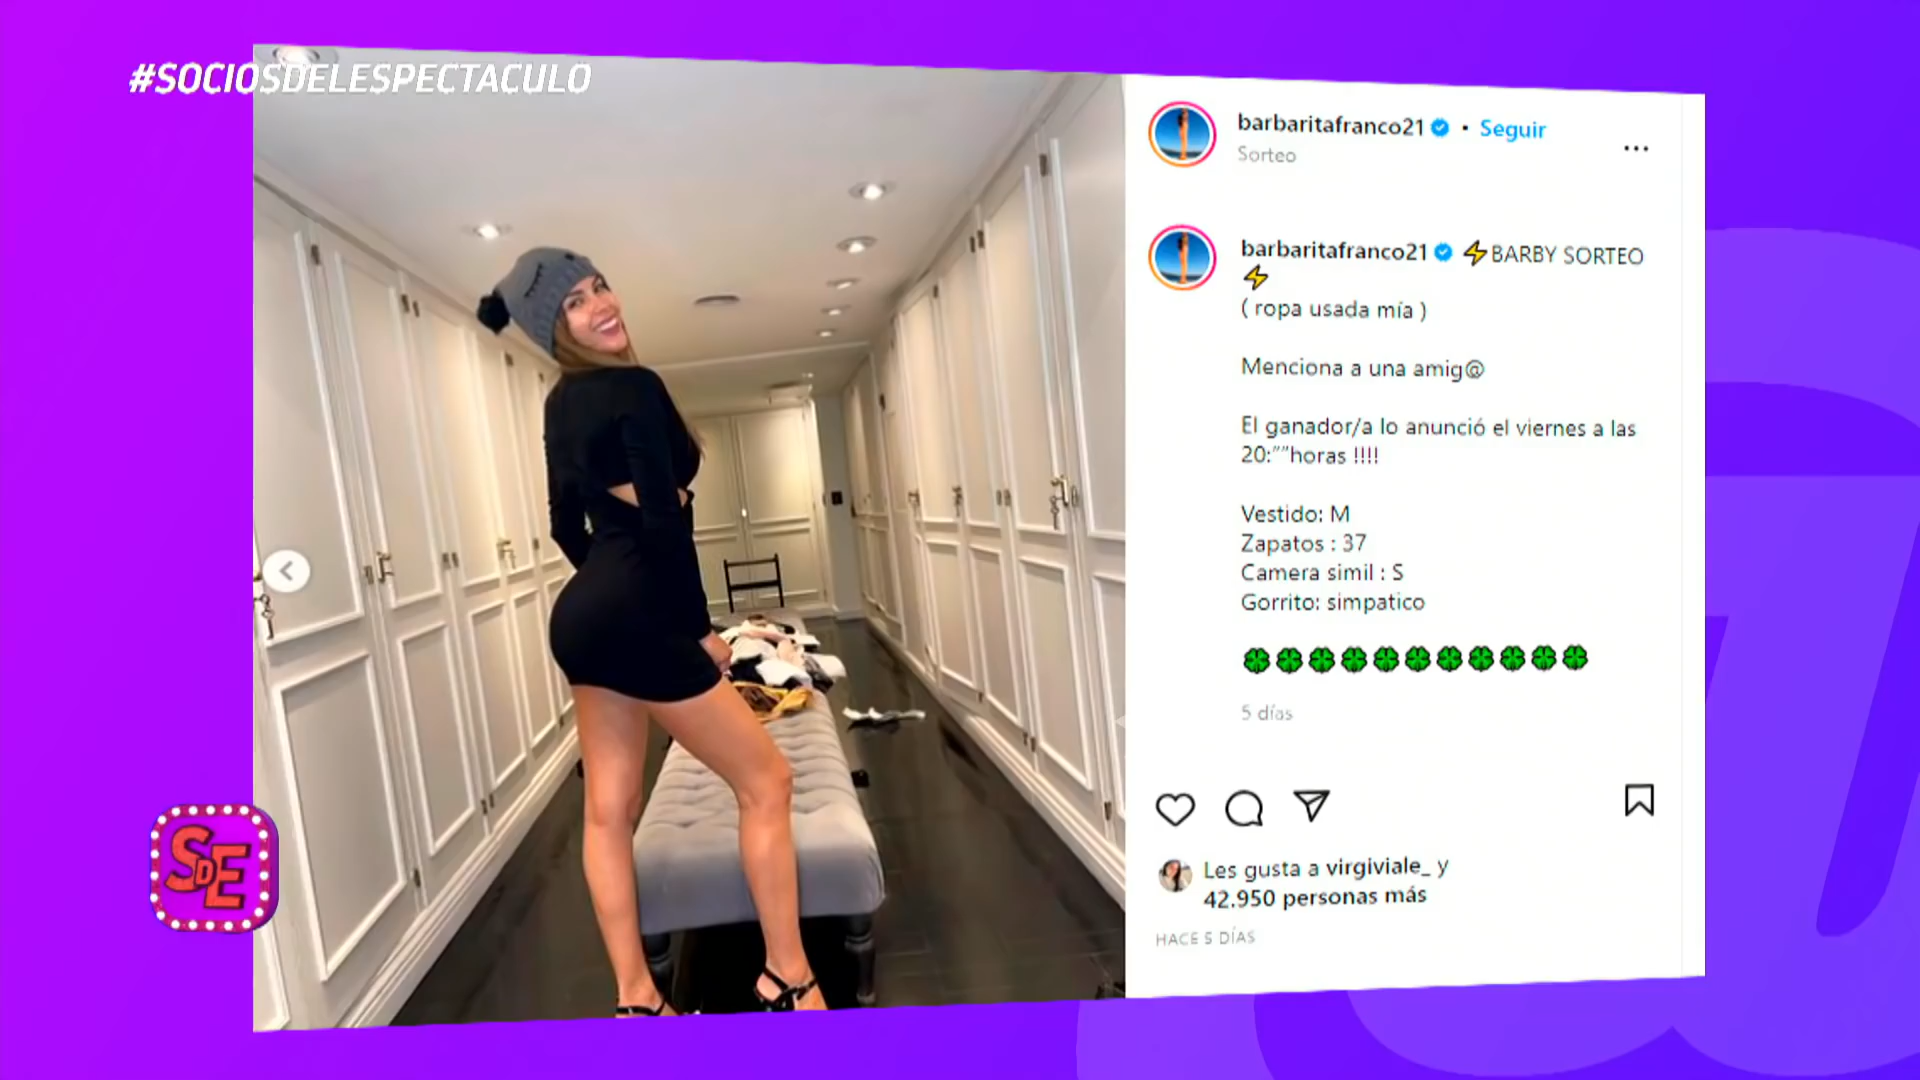 #SOCIOSDELESPECTACULO
barbaritafranco21 • Seguir
Sorteo
barbaritafranco21 ⚡BARBY SORTEO
⚡
( ropa usada mía )
Menciona a una amig@
El ganador/a lo anunció el viernes a las
20:””horas !!!!
Vestido: M
Zapatos : 37
Camera simil : S
Gorrito: simpatico
🍀🍀🍀🍀🍀🍀🍀🍀🍀🍀🍀
5 días
Les gusta a virgiviale_ y
42.950 personas más
HACE 5 DÍAS
SDE